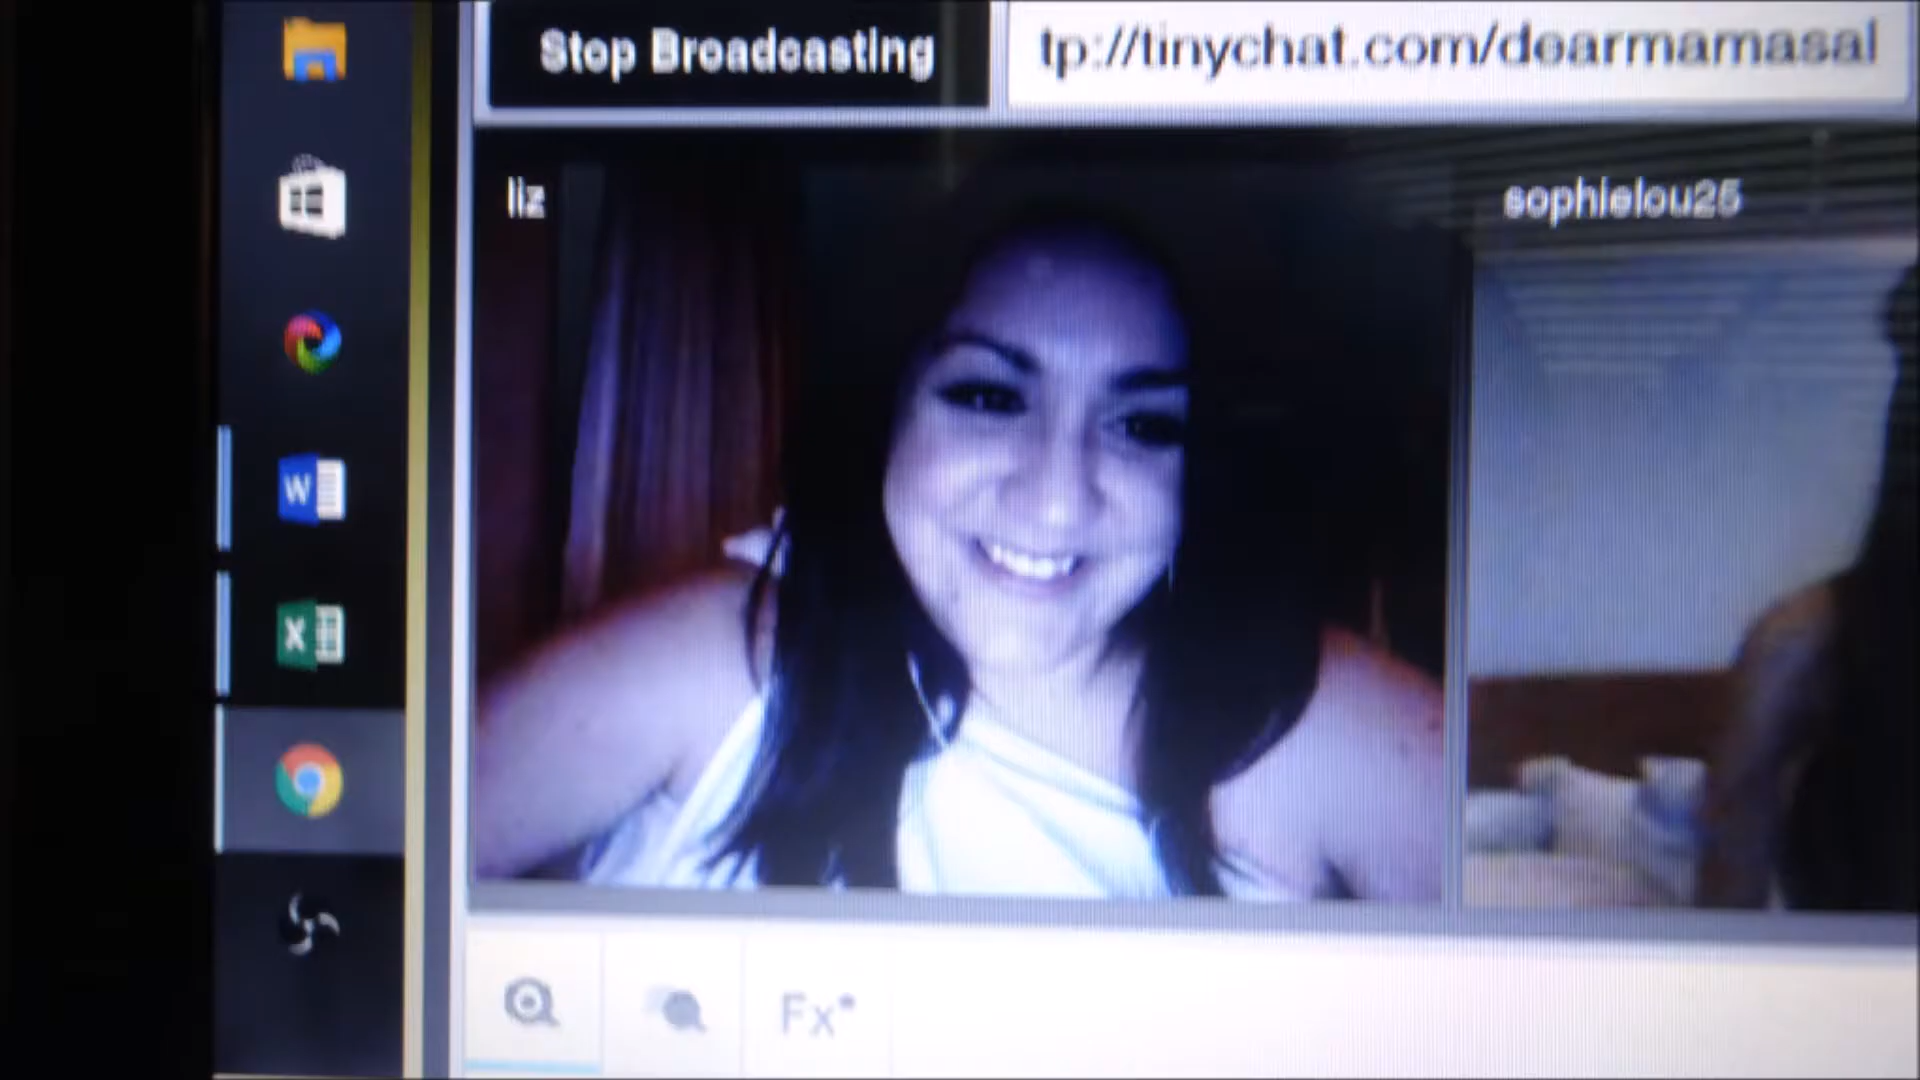 Stop Broadcasting
tp://tinychat.com/dearmamasal
liz
sophielou25
W
X
Fx*